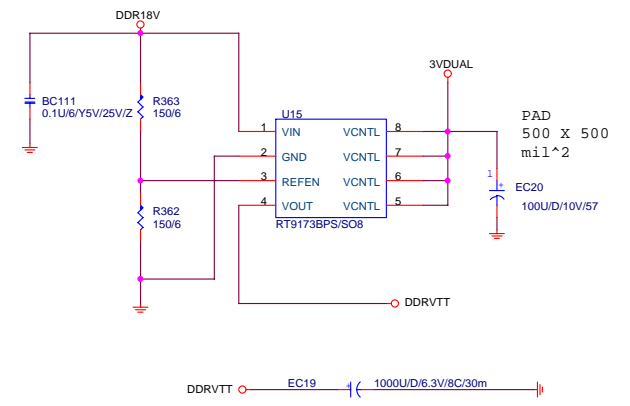 DDR18V
3VDUAL
BC111
0.1U/6/Y5V/25V/Z
R363
150/6
U15
PAD
500 X 500
mil^2
1 VIN VCNTL 8
2 GND VCNTL 7
3 REFEN VCNTL 6
4 VOUT VCNTL 5
RT9173BPS/SO8
1
+
EC20
100U/D/10V/57
R362
150/6
DDRVTT
DDRVTT
EC19
+
1000U/D/6.3V/8C/30m